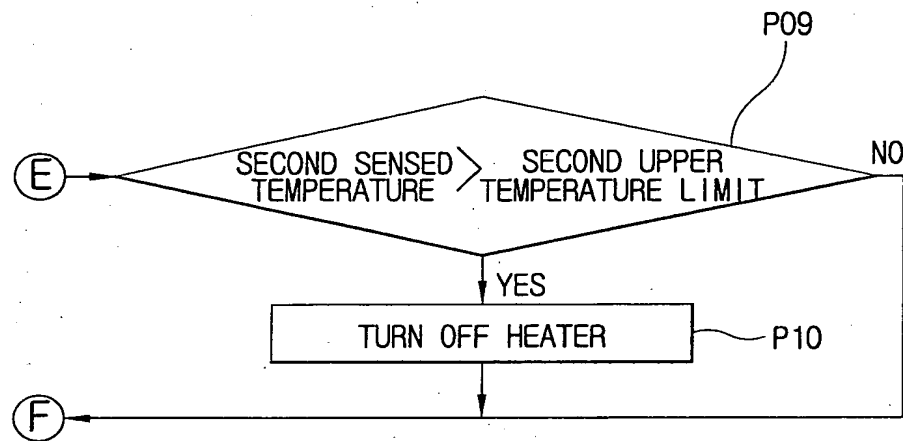 P09
E
SECOND SENSED TEMPERATURE > SECOND UPPER TEMPERATURE LIMIT
NO
YES
TURN OFF HEATER
P10
F